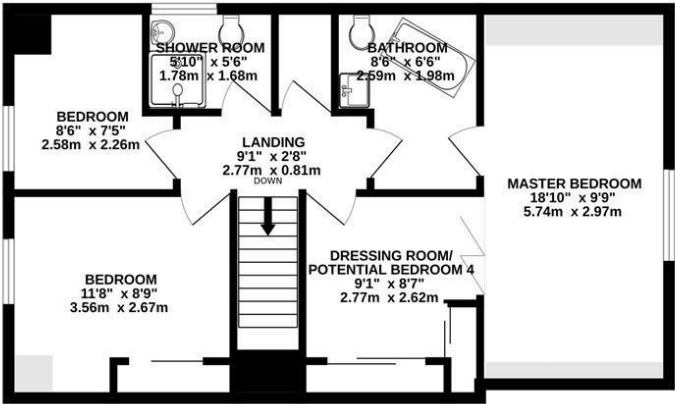 SHOWER ROOM
5'10" x 5'6"
1.78m x 1.68m
BATHROOM
8'6" x 6'6"
2.59m x 1.98m
BEDROOM
8'6" x 7'5"
2.58m x 2.26m
LANDING
9'1" x 2'8"
2.77m x 0.81m
DOWN
MASTER BEDROOM
18'10" x 9'9"
5.74m x 2.97m
BEDROOM
11'8" x 8'9"
3.56m x 2.67m
DRESSING ROOM/
POTENTIAL BEDROOM 4
9'1" x 8'7"
2.77m x 2.62m